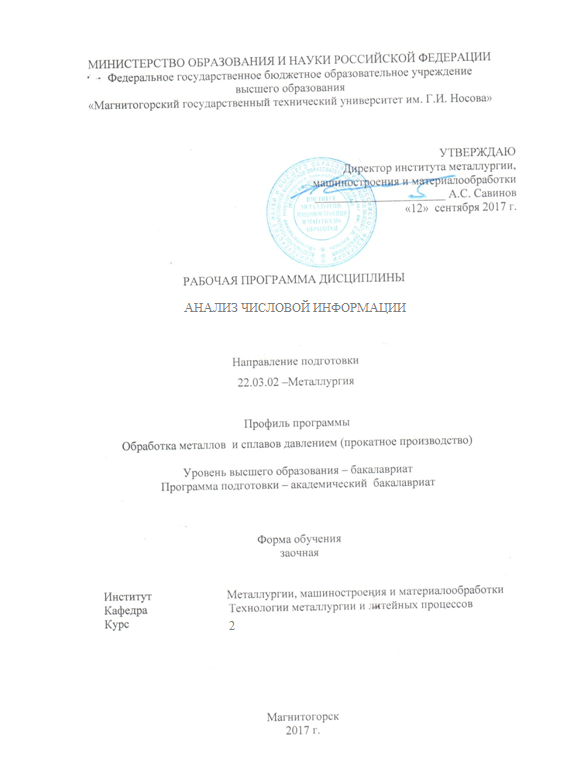 МИНИСТЕРСТВО ОБРАЗОВАНИЯ И НАУКИ РОССИЙСКОЙ ФЕДЕРАЦИИ
Федеральное государственное бюджетное образовательное учреждение
высшего образования
«Магнитогорский государственный технический университет им. Г.И. Носова»
УТВЕРЖДАЮ
Директор института металлургии,
машиностроения и материалообработки
А.С. Савинов
«12» сентября 2017 г.
РАБОЧАЯ ПРОГРАММА ДИСЦИПЛИНЫ
АНАЛИЗ ЧИСЛОВОЙ ИНФОРМАЦИИ
Направление подготовки
22.03.02 –Металлургия
Профиль программы
Обработка металлов и сплавов давлением (прокатное производство)
Уровень высшего образования – бакалавриат
Программа подготовки – академический бакалавриат
Форма обучения
заочная
Институт Металлургии, машиностроения и материалообработки
Кафедра Технологии металлургии и литейных процессов
Курс 2
Магнитогорск
2017 г.